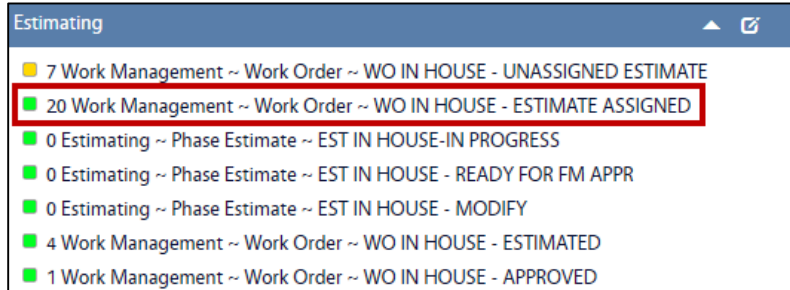 Estimating
7 Work Management ~ Work Order ~ WO IN HOUSE - UNASSIGNED ESTIMATE
20 Work Management ~ Work Order ~ WO IN HOUSE - ESTIMATE ASSIGNED
0 Estimating ~ Phase Estimate ~ EST IN HOUSE-IN PROGRESS
0 Estimating ~ Phase Estimate ~ EST IN HOUSE - READY FOR FM APPR
0 Estimating ~ Phase Estimate ~ EST IN HOUSE - MODIFY
4 Work Management ~ Work Order ~ WO IN HOUSE - ESTIMATED
1 Work Management ~ Work Order ~ WO IN HOUSE - APPROVED